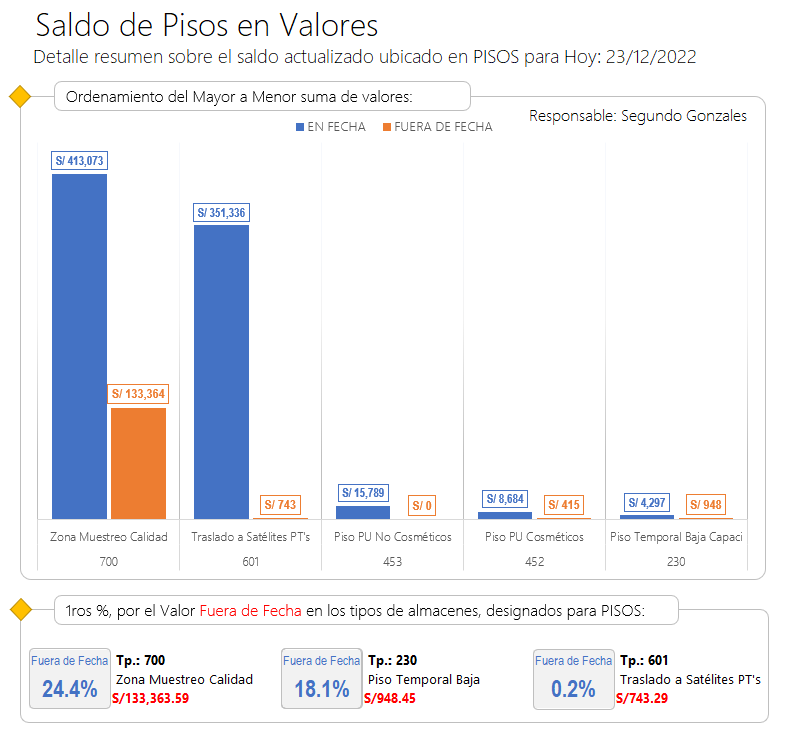 Saldo de Pisos en Valores
Detalle resumen sobre el saldo actualizado ubicado en PISOS para Hoy: 23/12/2022
Ordenamiento del Mayor a Menor suma de valores:
Responsable: Segundo Gonzales
EN FECHA FUERA DE FECHA
S/ 413,073
S/ 351,336
S/ 133,364
S/ 743
S/ 15,789
S/ 0
S/ 8,684
S/ 415
S/ 4,297
S/ 948
Zona Muestreo Calidad Traslado a Satélites PT's Piso PU No Cosméticos Piso PU Cosméticos Piso Temporal Baja Capaci
700 601 453 452 230
1ros %, por el Valor Fuera de Fecha en los tipos de almacenes, designados para PISOS:
Fuera de Fecha
24.4%
Tp.: 700
Zona Muestreo Calidad
S/133,363.59
Fuera de Fecha
18.1%
Tp.: 230
Piso Temporal Baja
S/948.45
Fuera de Fecha
0.2%
Tp.: 601
Traslado a Satélites PT's
S/743.29